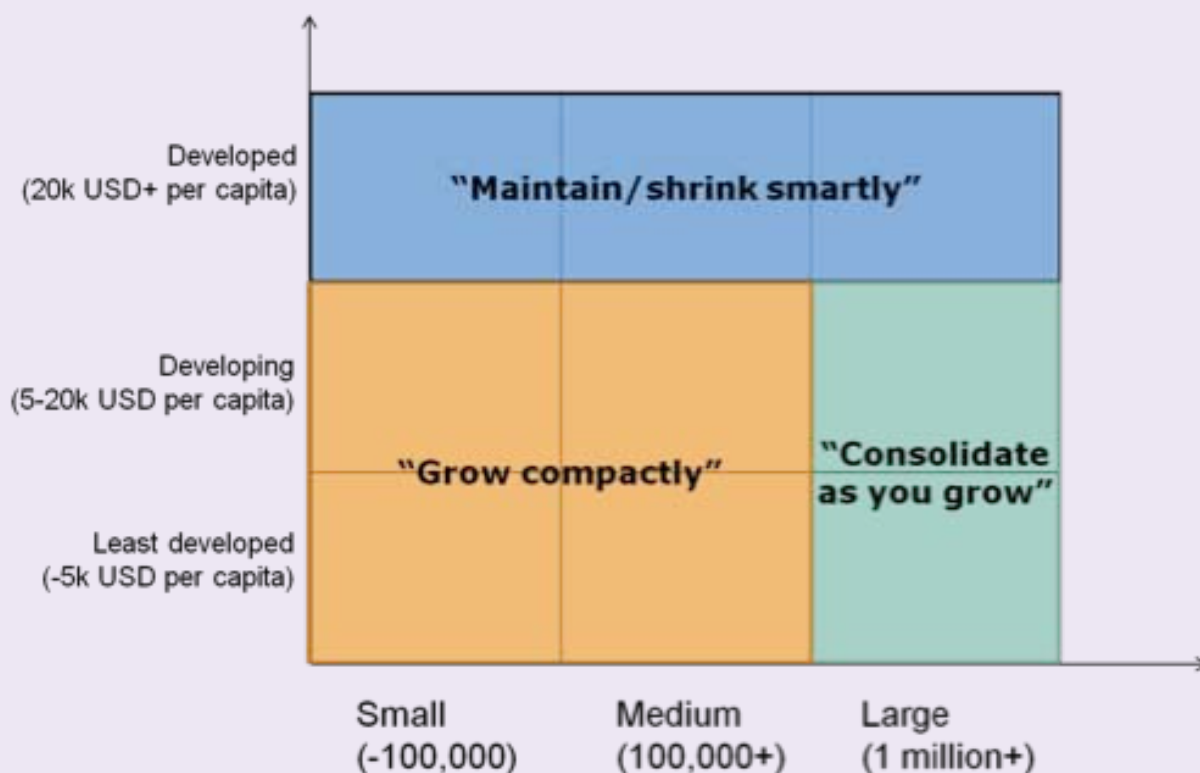 Developed
(20k USD+ per capita)
“Maintain/shrink smartly”
Developing
(5-20k USD per capita)
“Grow compactly”
“Consolidate
as you grow”
Least developed
(-5k USD per capita)
Small
(-100,000)
Medium
(100,000+)
Large
(1 million+)